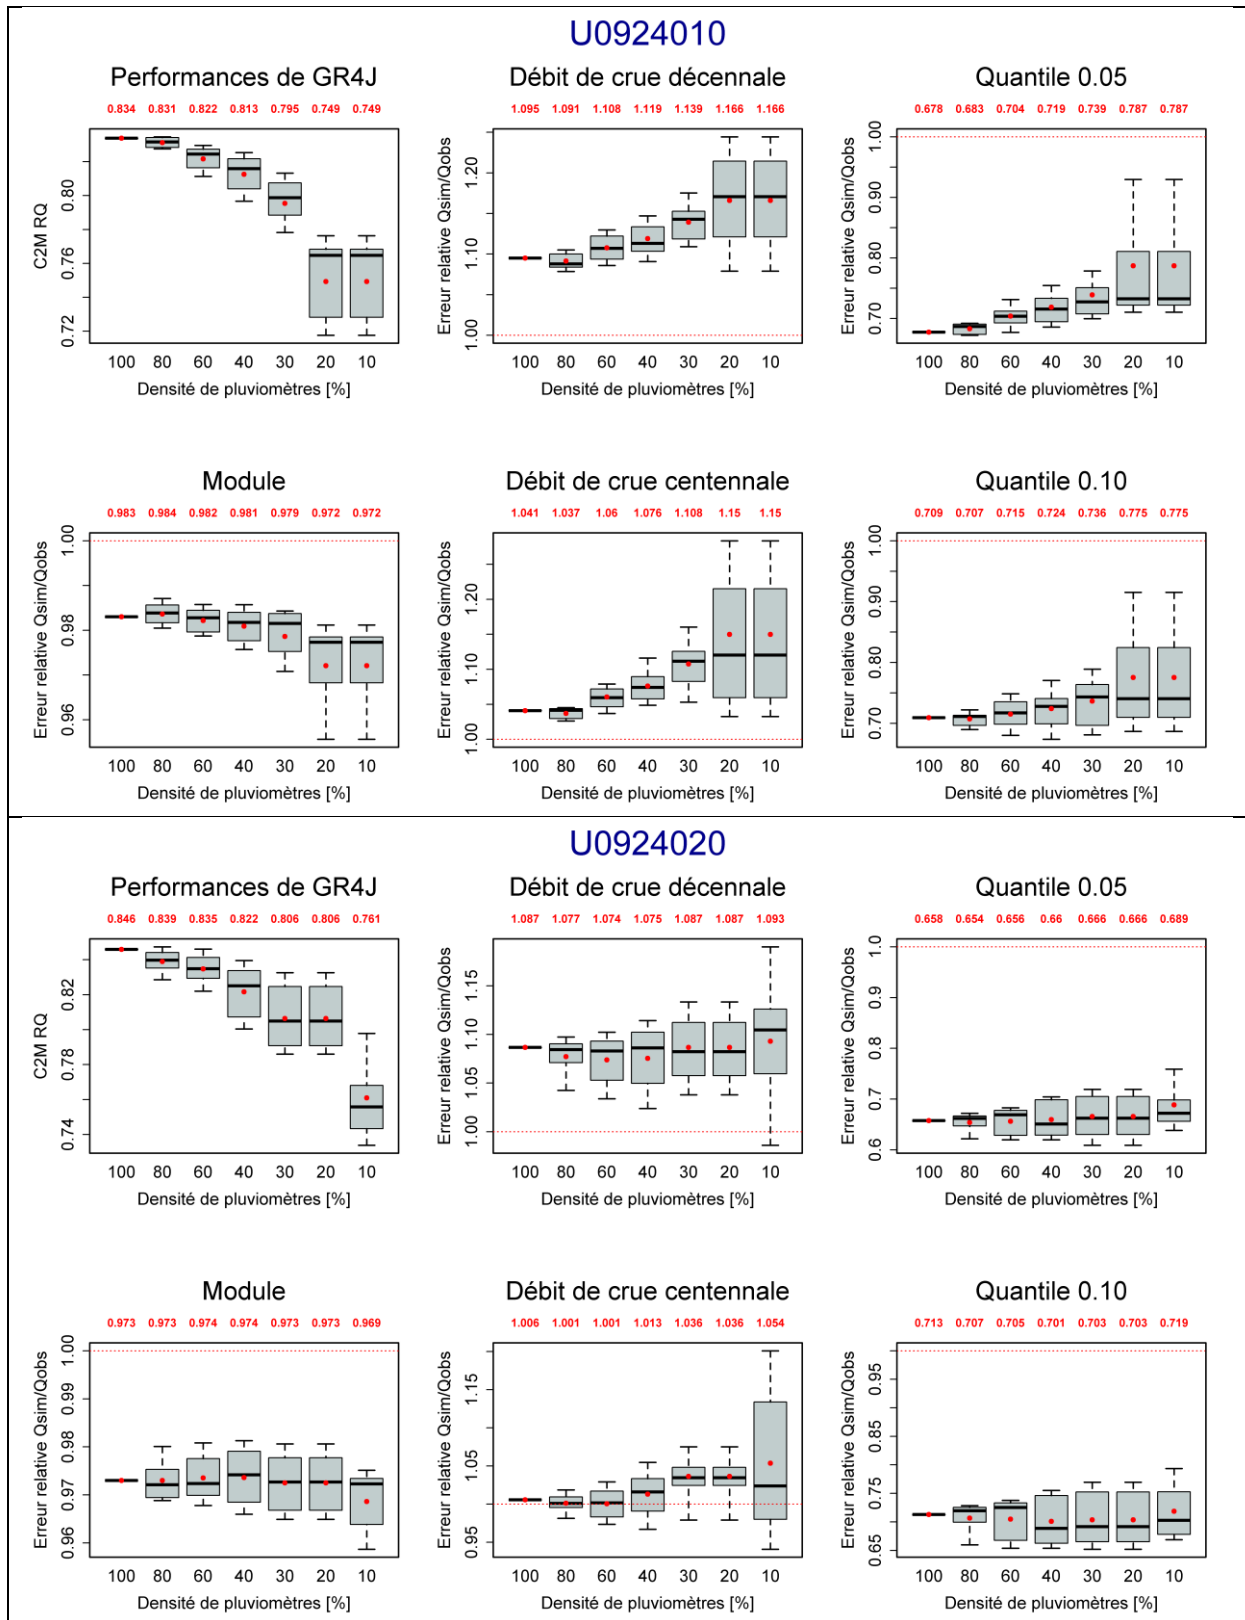 U0924010
Performances de GR4J
0.834 0.831 0.822 0.813 0.795 0.749 0.749
C2M RQ
0.80
0.76
0.72
100 80 60 40 30 20 10
Densité de pluviomètres [%]
Débit de crue décennale
1.095 1.091 1.108 1.119 1.139 1.166 1.166
Erreur relative Qsim/Qobs
1.20
1.10
1.00
100 80 60 40 30 20 10
Densité de pluviomètres [%]
Quantile 0.05
0.678 0.683 0.704 0.719 0.739 0.787 0.787
Erreur relative Qsim/Qobs
1.00
0.90
0.80
0.70
100 80 60 40 30 20 10
Densité de pluviomètres [%]
Module
0.983 0.984 0.982 0.981 0.979 0.972 0.972
Erreur relative Qsim/Qobs
1.00
0.98
0.96
100 80 60 40 30 20 10
Densité de pluviomètres [%]
Débit de crue centennale
1.041 1.037 1.06 1.076 1.108 1.15 1.15
Erreur relative Qsim/Qobs
1.20
1.10
1.00
100 80 60 40 30 20 10
Densité de pluviomètres [%]
Quantile 0.10
0.709 0.707 0.715 0.724 0.736 0.775 0.775
Erreur relative Qsim/Qobs
1.00
0.90
0.80
0.70
100 80 60 40 30 20 10
Densité de pluviomètres [%]
U0924020
Performances de GR4J
0.846 0.839 0.835 0.822 0.806 0.806 0.761
C2M RQ
0.82
0.78
0.74
100 80 60 40 30 20 10
Densité de pluviomètres [%]
Débit de crue décennale
1.087 1.077 1.074 1.075 1.087 1.087 1.093
Erreur relative Qsim/Qobs
1.15
1.10
1.05
1.00
100 80 60 40 30 20 10
Densité de pluviomètres [%]
Quantile 0.05
0.658 0.654 0.656 0.66 0.666 0.666 0.689
Erreur relative Qsim/Qobs
1.0
0.9
0.8
0.7
0.6
100 80 60 40 30 20 10
Densité de pluviomètres [%]
Module
0.973 0.973 0.974 0.974 0.973 0.973 0.969
Erreur relative Qsim/Qobs
1.00
0.99
0.98
0.97
0.96
100 80 60 40 30 20 10
Densité de pluviomètres [%]
Débit de crue centennale
1.006 1.001 1.001 1.013 1.036 1.036 1.054
Erreur relative Qsim/Qobs
1.15
1.05
0.95
100 80 60 40 30 20 10
Densité de pluviomètres [%]
Quantile 0.10
0.713 0.707 0.705 0.701 0.703 0.703 0.719
Erreur relative Qsim/Qobs
0.95
0.85
0.75
0.65
100 80 60 40 30 20 10
Densité de pluviomètres [%]